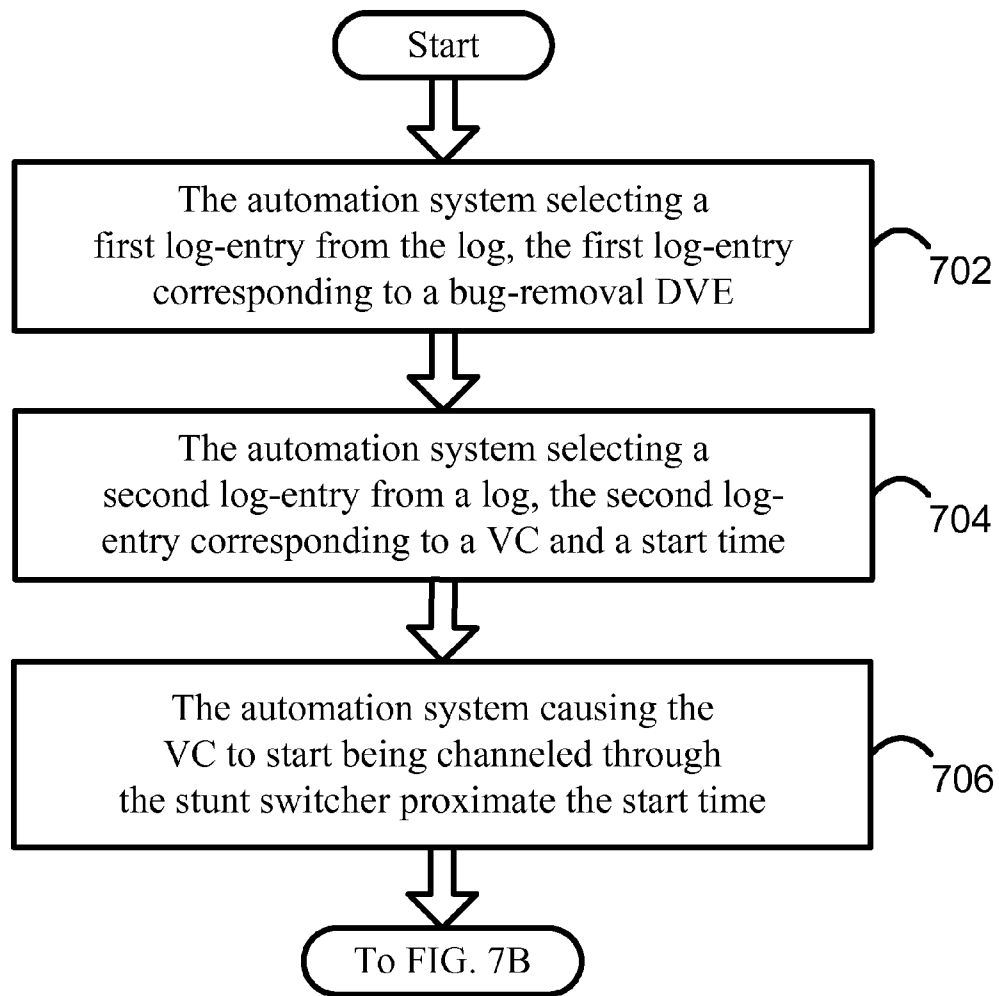 Start
The automation system selecting a
first log-entry from the log, the first log-entry
corresponding to a bug-removal DVE
702
The automation system selecting a
second log-entry from a log, the second log-
entry corresponding to a VC and a start time
704
The automation system causing the
VC to start being channeled through
the stunt switcher proximate the start time
706
To FIG. 7B